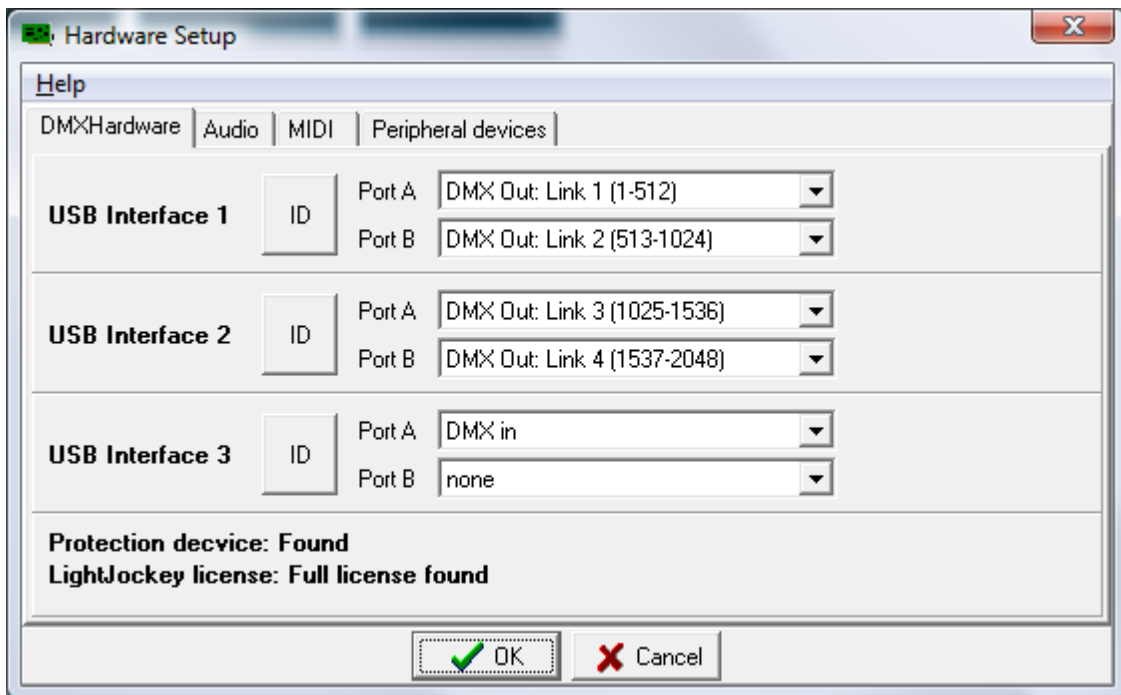 Hardware Setup
Help
DMXHardware Audio MIDI Peripheral devices
USB Interface 1
ID
Port A DMX Out: Link 1 (1-512)
Port B DMX Out: Link 2 (513-1024)
USB Interface 2
ID
Port A DMX Out: Link 3 (1025-1536)
Port B DMX Out: Link 4 (1537-2048)
USB Interface 3
ID
Port A DMX in
Port B none
Protection decvice: Found
LightJockey license: Full license found
OK Cancel